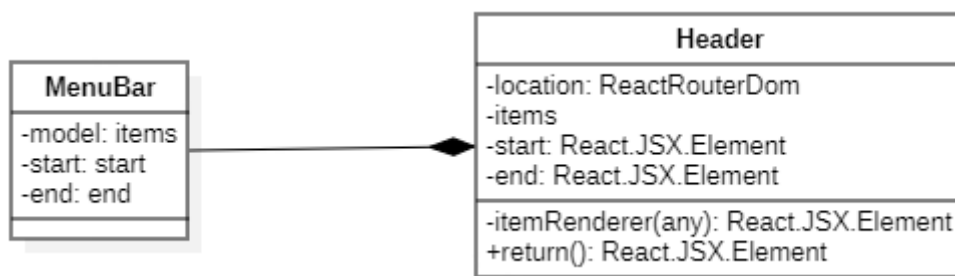 MenuBar
-model: items
-start: start
-end: end
Header
-location: ReactRouterDom
-items
-start: React.JSX.Element
-end: React.JSX.Element
-itemRenderer(any): React.JSX.Element
+return(): React.JSX.Element